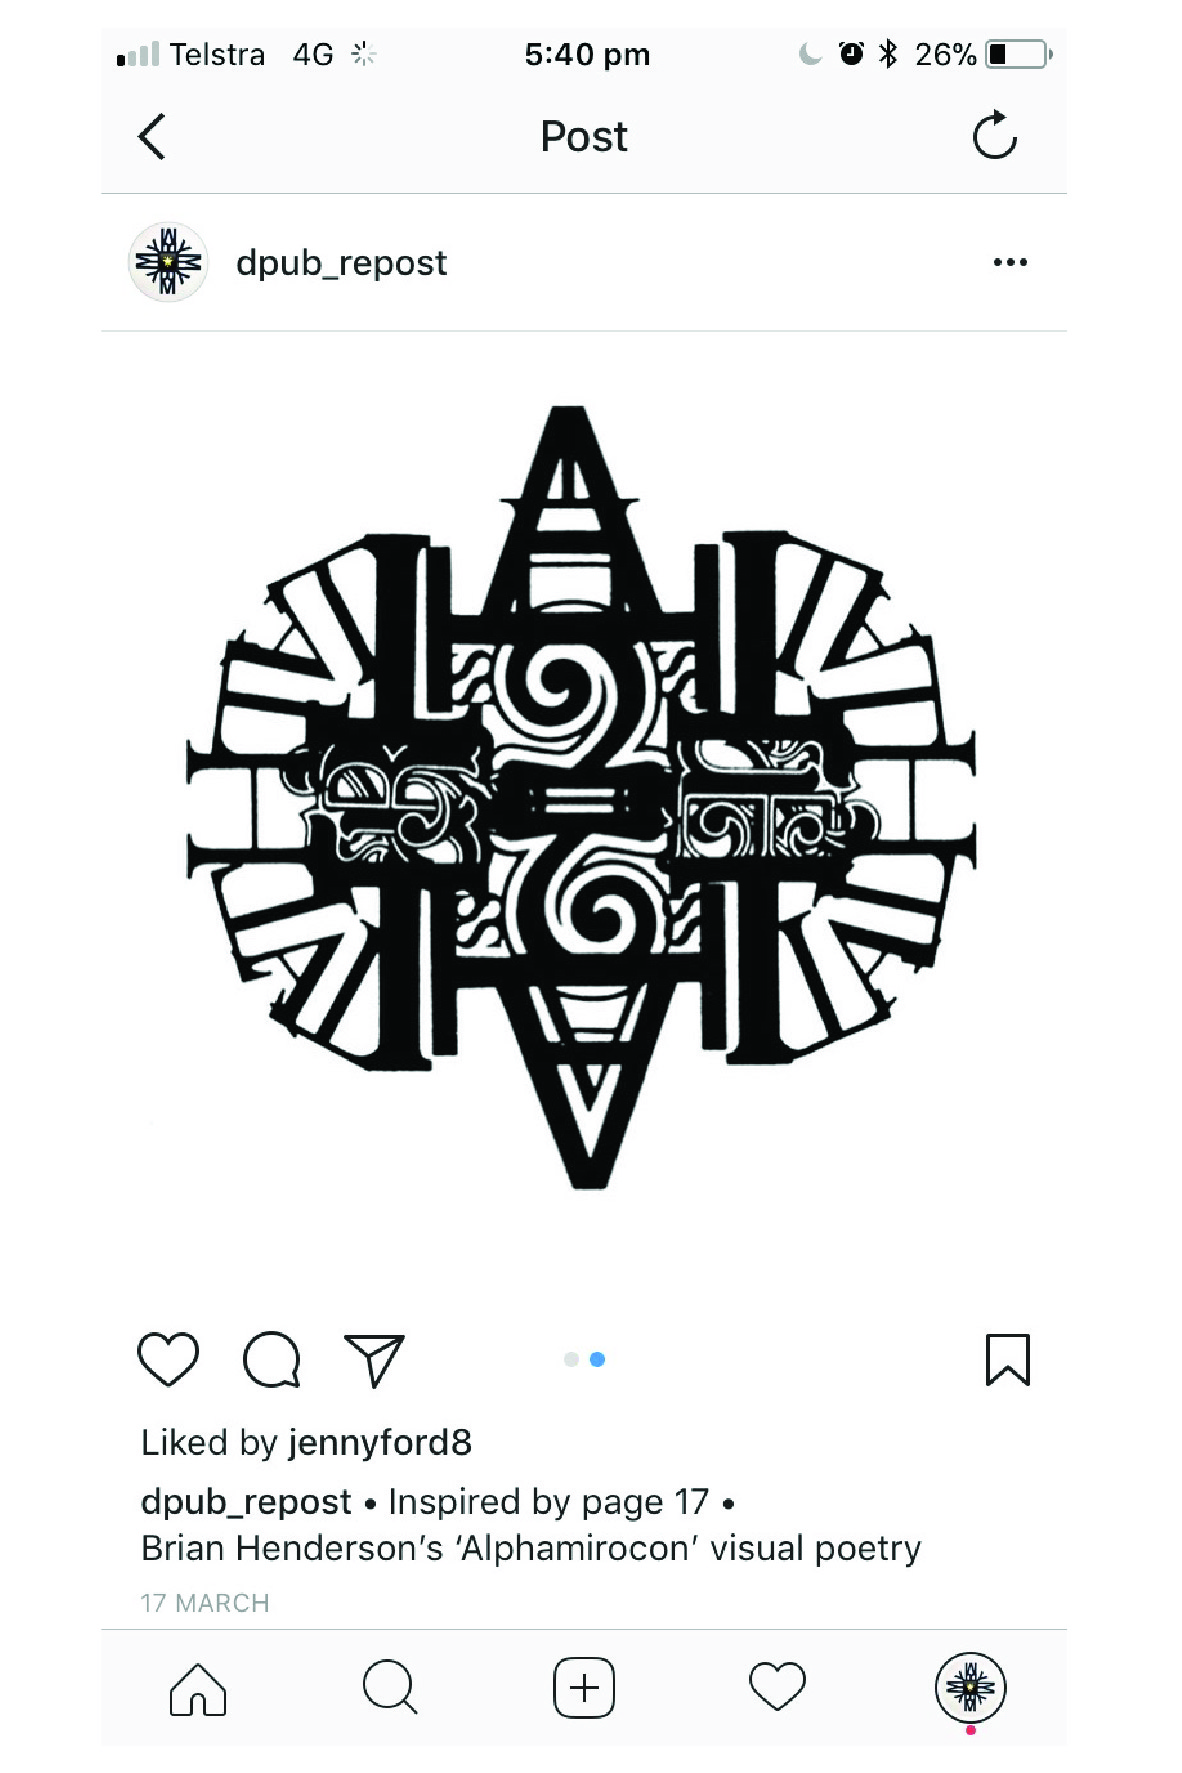 Telstra 4G 5:40 pm 26%
Post
dpub_repost
Liked by jennyford8
dpub_repost • Inspired by page 17 •
Brian Henderson’s ‘Alphamirocon’ visual poetry
17 MARCH